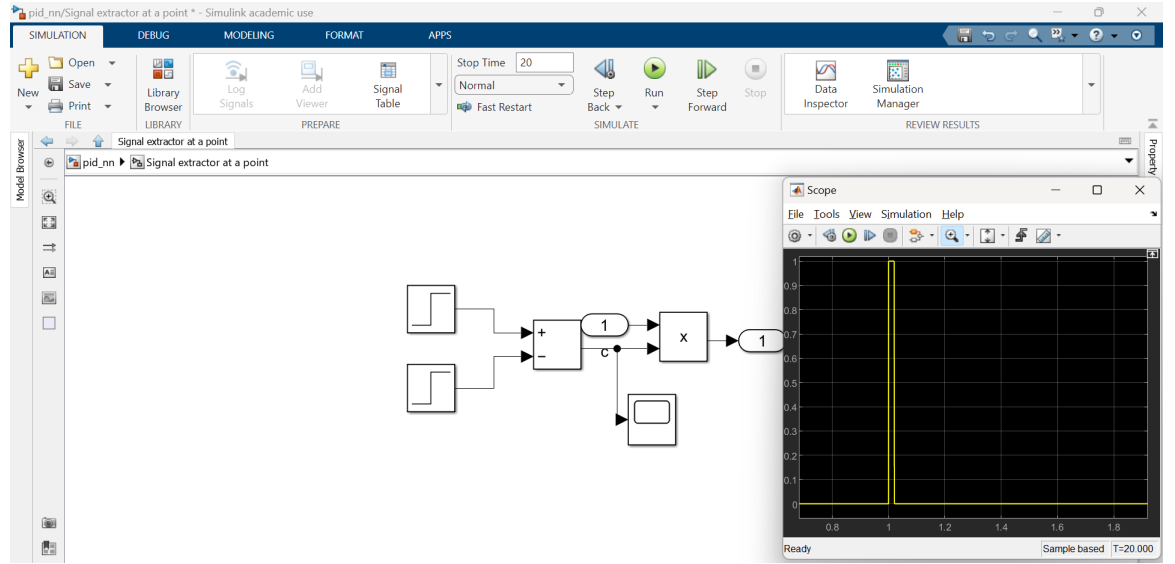 pid_nn/Signal extractor at a point * - Simulink academic use
SIMULATION DEBUG MODELING FORMAT APPS
New
Open
Save
Print
FILE
Library
Browser
LIBRARY
Log
Signals
Add
Viewer
Signal
Table
PREPARE
Stop Time 20
Normal
Fast Restart
Step
Back
Run
Step
Forward
Stop
SIMULATE
Data
Inspector
Simulation
Manager
REVIEW RESULTS
Model Browser
Signal extractor at a point
pid_nn Signal extractor at a point
Property
+
−
1
c
x
1
Scope
File Tools View Simulation Help
1
0.9
0.8
0.7
0.6
0.5
0.4
0.3
0.2
0.1
0
0.8 1 1.2 1.4 1.6 1.8
Ready Sample based T=20.000